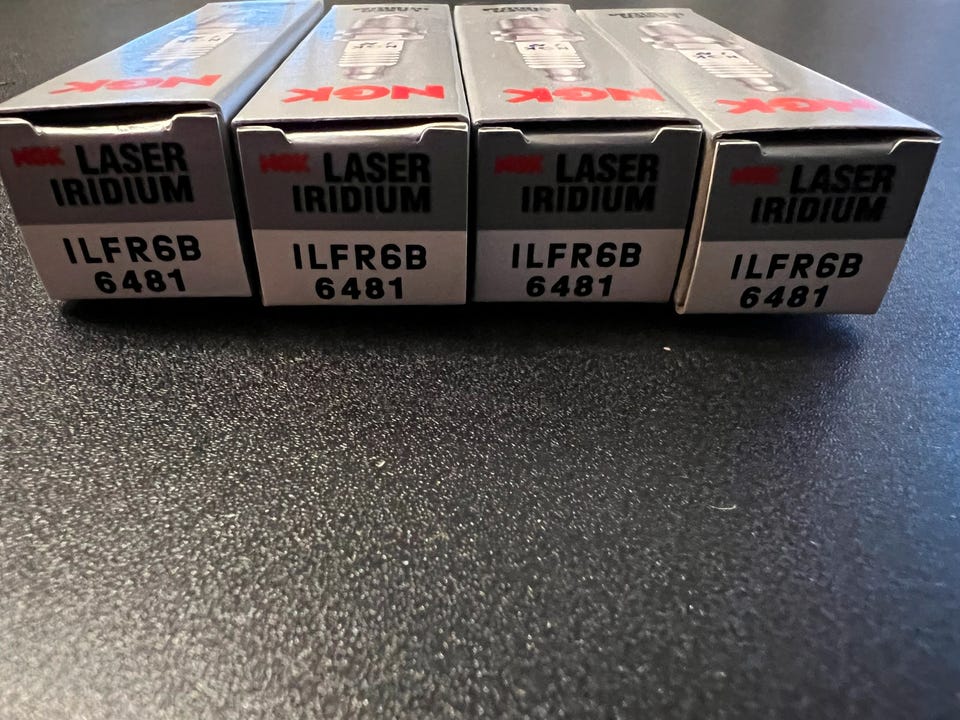 NGK
NGK
NGK
NGK
NGK LASER
IRIDIUM
ILFR6B
6481
NGK LASER
IRIDIUM
ILFR6B
6481
NGK LASER
IRIDIUM
ILFR6B
6481
NGK LASER
IRIDIUM
ILFR6B
6481